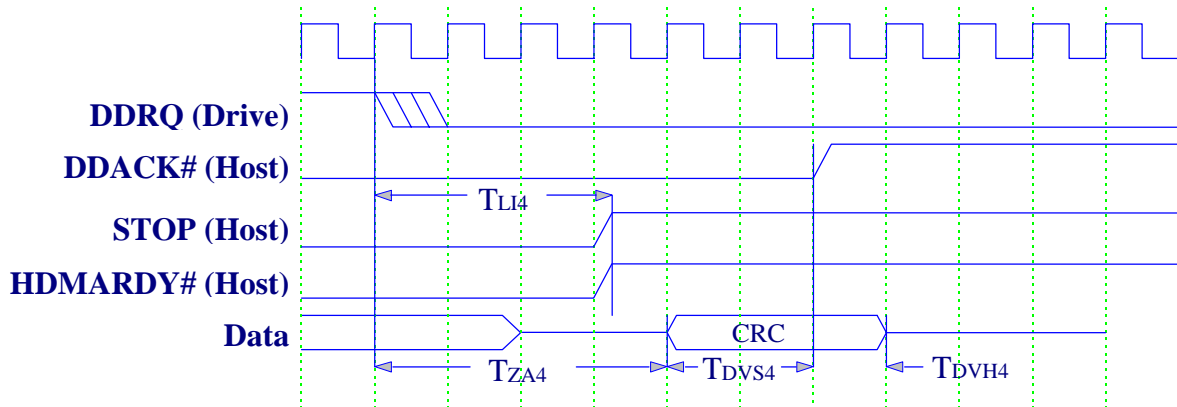 DDRQ (Drive)
DDACK# (Host)
TLI4
STOP (Host)
HDMARDY# (Host)
Data
CRC
TZA4
TDVS4
TDVH4